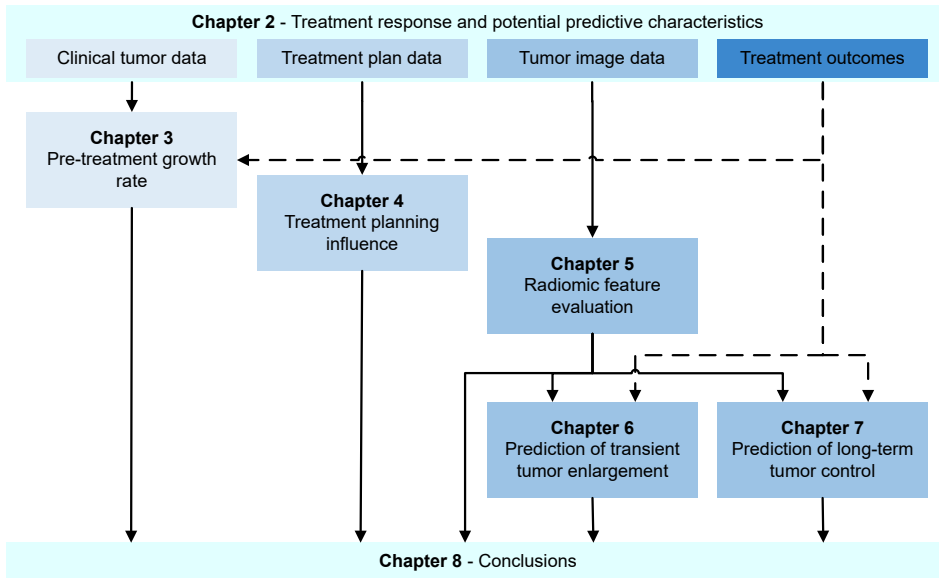 Chapter 2 - Treatment response and potential predictive characteristics
Clinical tumor data
Treatment plan data
Tumor image data
Treatment outcomes
Chapter 3
Pre-treatment growth
rate
Chapter 4
Treatment planning
influence
Chapter 5
Radiomic feature
evaluation
Chapter 6
Prediction of transient
tumor enlargement
Chapter 7
Prediction of long-term
tumor control
Chapter 8 - Conclusions